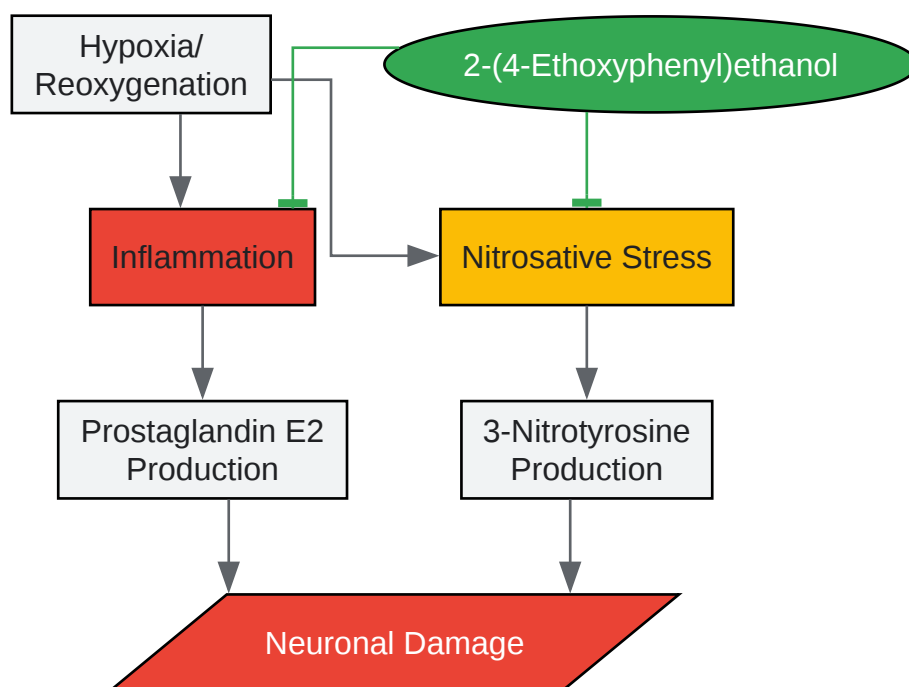 Hypoxia/
Reoxygenation
2-(4-Ethoxyphenyl)ethanol
Inflammation
Nitrosative Stress
Prostaglandin E2
Production
3-Nitrotyrosine
Production
Neuronal Damage